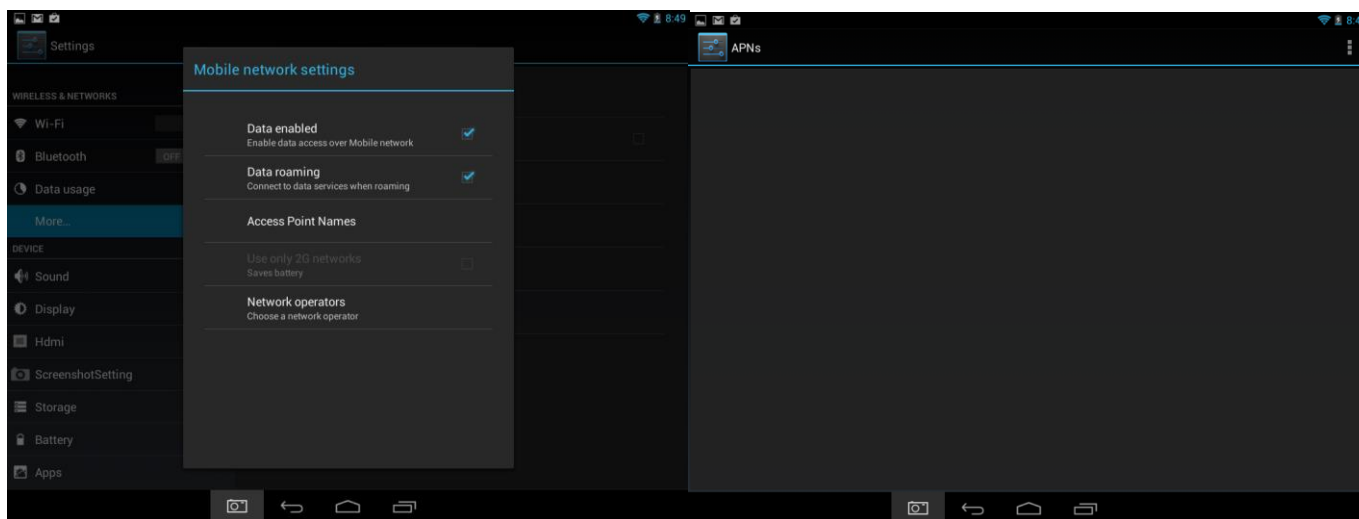 8:49
Settings
Mobile network settings
WIRELESS & NETWORKS
Wi-Fi
Bluetooth
OFF
Data usage
More...
DEVICE
Sound
Display
Hdmi
ScreenshotSetting
Storage
Battery
Apps
Data enabled
Enable data access over Mobile network
Data roaming
Connect to data services when roaming
Access Point Names
Use only 2G networks
Saves battery
Network operators
Choose a network operator
APNs